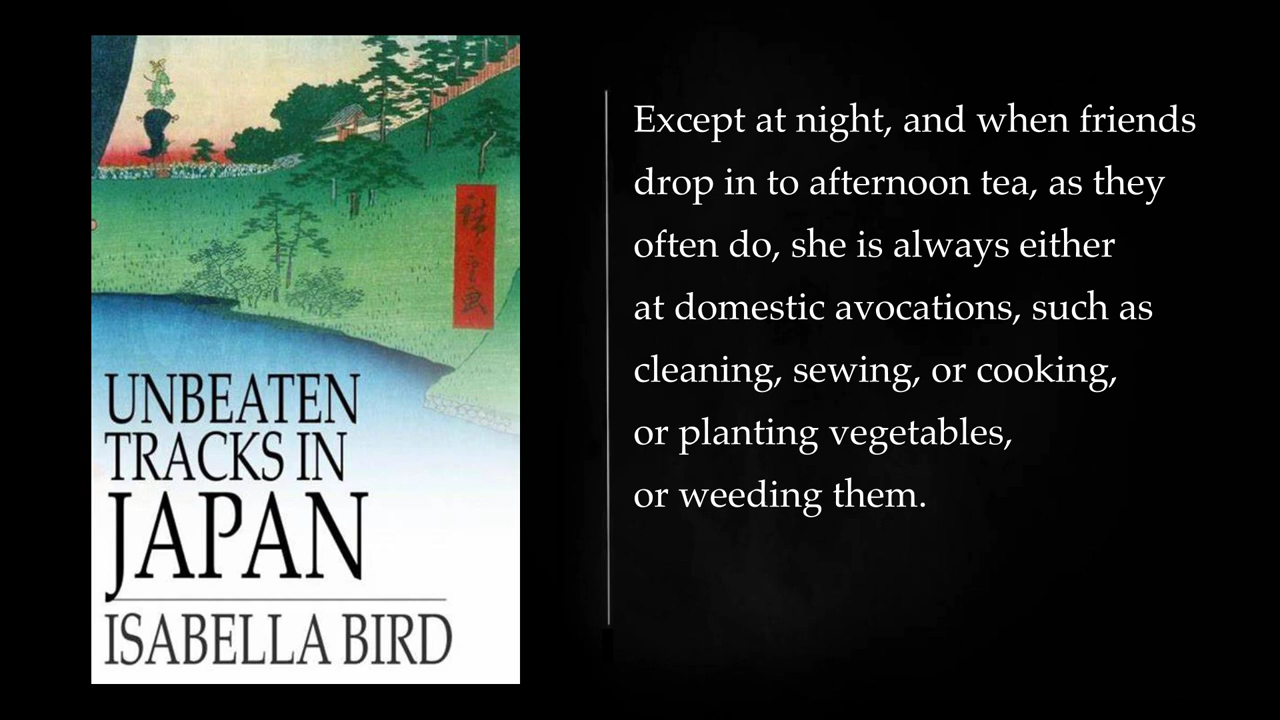 UNBEATEN
TRACKS IN
JAPAN
ISABELLA BIRD
Except at night, and when friends
drop in to afternoon tea, as they
often do, she is always either
at domestic avocations, such as
cleaning, sewing, or cooking,
or planting vegetables,
or weeding them.